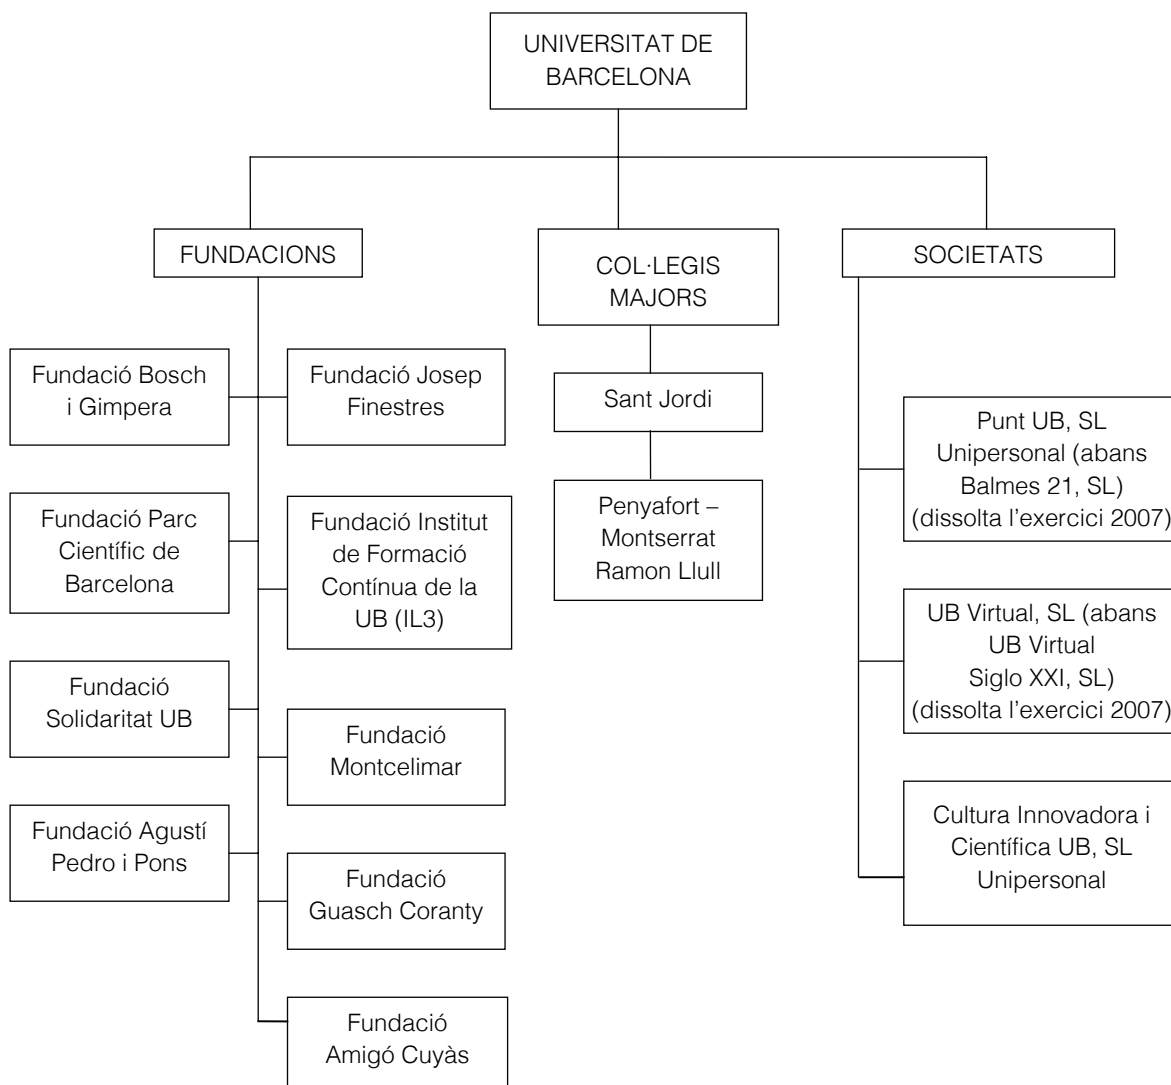 UNIVERSITAT DE
BARCELONA
FUNDACIONS
COL·LEGIS
MAJORS
SOCIETATS
Fundació Bosch
i Gimpera
Fundació Josep
Finestres
Fundació Parc
Científic de
Barcelona
Fundació Institut
de Formació
Contínua de la
UB (IL3)
Fundació
Solidaritat UB
Fundació
Montcelimar
Fundació Agustí
Pedro i Pons
Fundació
Guasch Coranty
Fundació
Amigó Cuyàs
Sant Jordi
Penyafort –
Montserrat
Ramon Llull
Punt UB, SL
Unipersonal (abans
Balmes 21, SL)
(dissolta l’exercici 2007)
UB Virtual, SL (abans
UB Virtual
Siglo XXI, SL)
(dissolta l’exercici 2007)
Cultura Innovadora i
Científica UB, SL
Unipersonal